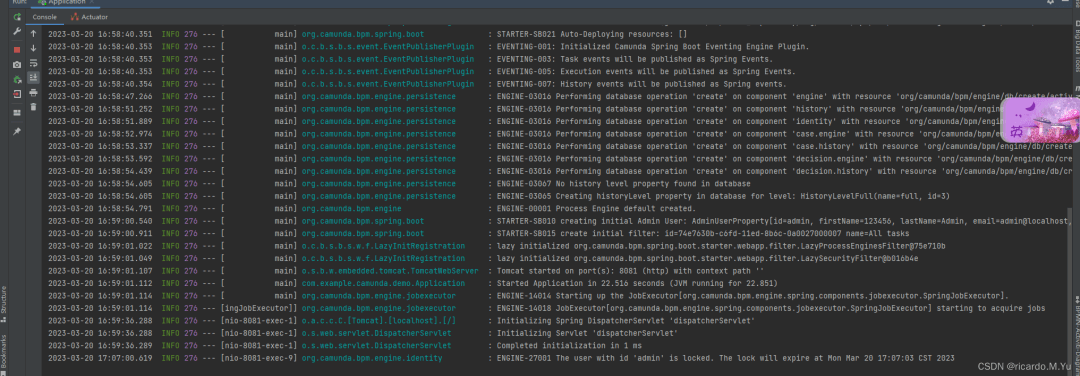 Run: Application
Console Actuator
2023-03-20 16:58:40.351 INFO 276 --- [ main] org.camunda.bpm.spring.boot : STARTER-SB021 Auto-Deploying resources: []
2023-03-20 16:58:40.353 INFO 276 --- [ main] o.c.b.s.b.s.event.EventPublisherPlugin : EVENTING-001: Initialized Camunda Spring Boot Eventing Engine Plugin.
2023-03-20 16:58:40.353 INFO 276 --- [ main] o.c.b.s.b.s.event.EventPublisherPlugin : EVENTING-003: Task events will be published as Spring Events.
2023-03-20 16:58:40.353 INFO 276 --- [ main] o.c.b.s.b.s.event.EventPublisherPlugin : EVENTING-005: Execution events will be published as Spring Events.
2023-03-20 16:58:40.354 INFO 276 --- [ main] o.c.b.s.b.s.event.EventPublisherPlugin : EVENTING-007: History events will be published as Spring events.
2023-03-20 16:58:47.266 INFO 276 --- [ main] org.camunda.bpm.engine.persistence : ENGINE-03016 Performing database operation 'create' on component 'engine' with resource 'org/camunda/bpm/engine/db/create/acti
2023-03-20 16:58:51.252 INFO 276 --- [ main] org.camunda.bpm.engine.persistence : ENGINE-03016 Performing database operation 'create' on component 'history' with resource 'org/camunda/bpm/engine/db
2023-03-20 16:58:51.889 INFO 276 --- [ main] org.camunda.bpm.engine.persistence : ENGINE-03016 Performing database operation 'create' on component 'identity' with resource 'org/camunda/bpm/engi
2023-03-20 16:58:52.974 INFO 276 --- [ main] org.camunda.bpm.engine.persistence : ENGINE-03016 Performing database operation 'create' on component 'case.engine' with resource 'org/camunda/bpm/e
2023-03-20 16:58:53.337 INFO 276 --- [ main] org.camunda.bpm.engine.persistence : ENGINE-03016 Performing database operation 'create' on component 'case.history' with resource 'org/camunda/bpm/engine/db/create
2023-03-20 16:58:53.592 INFO 276 --- [ main] org.camunda.bpm.engine.persistence : ENGINE-03016 Performing database operation 'create' on component 'decision.engine' with resource 'org/camunda/bpm/engine/db/cre
2023-03-20 16:58:54.439 INFO 276 --- [ main] org.camunda.bpm.engine.persistence : ENGINE-03016 Performing database operation 'create' on component 'decision.history' with resource 'org/camunda/bpm/engine/db/cr
2023-03-20 16:58:54.605 INFO 276 --- [ main] org.camunda.bpm.engine.persistence : ENGINE-03067 No history level property found in database
2023-03-20 16:58:54.605 INFO 276 --- [ main] org.camunda.bpm.engine.persistence : ENGINE-03065 Creating historyLevel property in database for level: HistoryLevelFull(name=full, id=3)
2023-03-20 16:58:54.791 INFO 276 --- [ main] org.camunda.bpm.engine : ENGINE-00001 Process Engine default created.
2023-03-20 16:59:00.540 INFO 276 --- [ main] org.camunda.bpm.spring.boot : STARTER-SB010 creating initial Admin User: AdminUserProperty[id=admin, firstName=123456, lastName=Admin, email=admin@localhost,
2023-03-20 16:59:00.911 INFO 276 --- [ main] org.camunda.bpm.spring.boot : STARTER-SB015 create initial filter: id=74e7630b-c6fd-11ed-8b6c-0a0027000007 name=All tasks
2023-03-20 16:59:01.022 INFO 276 --- [ main] o.c.b.s.b.s.w.f.LazyInitRegistration : lazy initialized org.camunda.bpm.spring.boot.starter.webapp.filter.LazyProcessEnginesFilter@75e710b
2023-03-20 16:59:01.049 INFO 276 --- [ main] o.c.b.s.b.s.w.f.LazyInitRegistration : lazy initialized org.camunda.bpm.spring.boot.starter.webapp.filter.LazySecurityFilter@b016b4e
2023-03-20 16:59:01.107 INFO 276 --- [ main] o.s.b.w.embedded.tomcat.TomcatWebServer : Tomcat started on port(s): 8081 (http) with context path ''
2023-03-20 16:59:01.112 INFO 276 --- [ main] com.example.camunda.demo.Application : Started Application in 22.516 seconds (JVM running for 22.851)
2023-03-20 16:59:01.114 INFO 276 --- [ main] org.camunda.bpm.engine.jobexecutor : ENGINE-14014 Starting up the JobExecutor[org.camunda.bpm.engine.spring.components.jobexecutor.SpringJobExecutor].
2023-03-20 16:59:01.114 INFO 276 --- [ingJobExecutor]] org.camunda.bpm.engine.jobexecutor : ENGINE-14018 JobExecutor[org.camunda.bpm.engine.spring.components.jobexecutor.SpringJobExecutor] starting to acquire jobs
2023-03-20 16:59:36.288 INFO 276 --- [nio-8081-exec-1] o.a.c.c.C.[Tomcat].[localhost].[/] : Initializing Spring DispatcherServlet 'dispatcherServlet'
2023-03-20 16:59:36.288 INFO 276 --- [nio-8081-exec-1] o.s.web.servlet.DispatcherServlet : Initializing Servlet 'dispatcherServlet'
2023-03-20 16:59:36.289 INFO 276 --- [nio-8081-exec-1] o.s.web.servlet.DispatcherServlet : Completed initialization in 1 ms
2023-03-20 17:07:00.619 INFO 276 --- [nio-8081-exec-9] org.camunda.bpm.engine.identity : ENGINE-27001 The user with id 'admin' is locked. The lock will expire at Mon Mar 20 17:07:03 CST 2023
Structure
Bookmarks
CSDN @ricardo.M.Yu